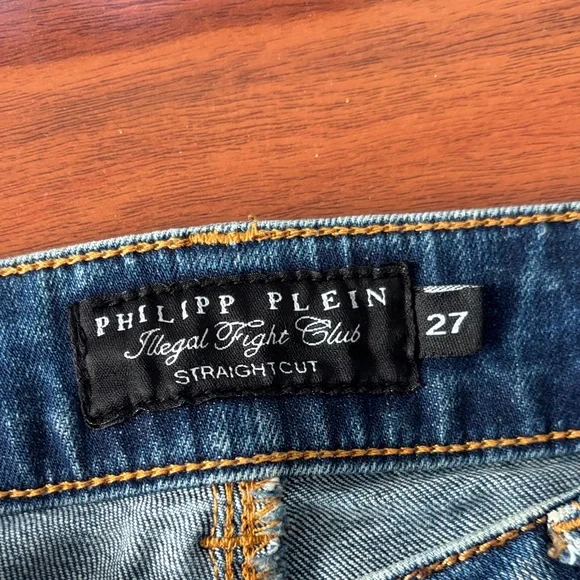 PHILIPP PLEIN
Illegal Fight Club
STRAIGHTCUT
27